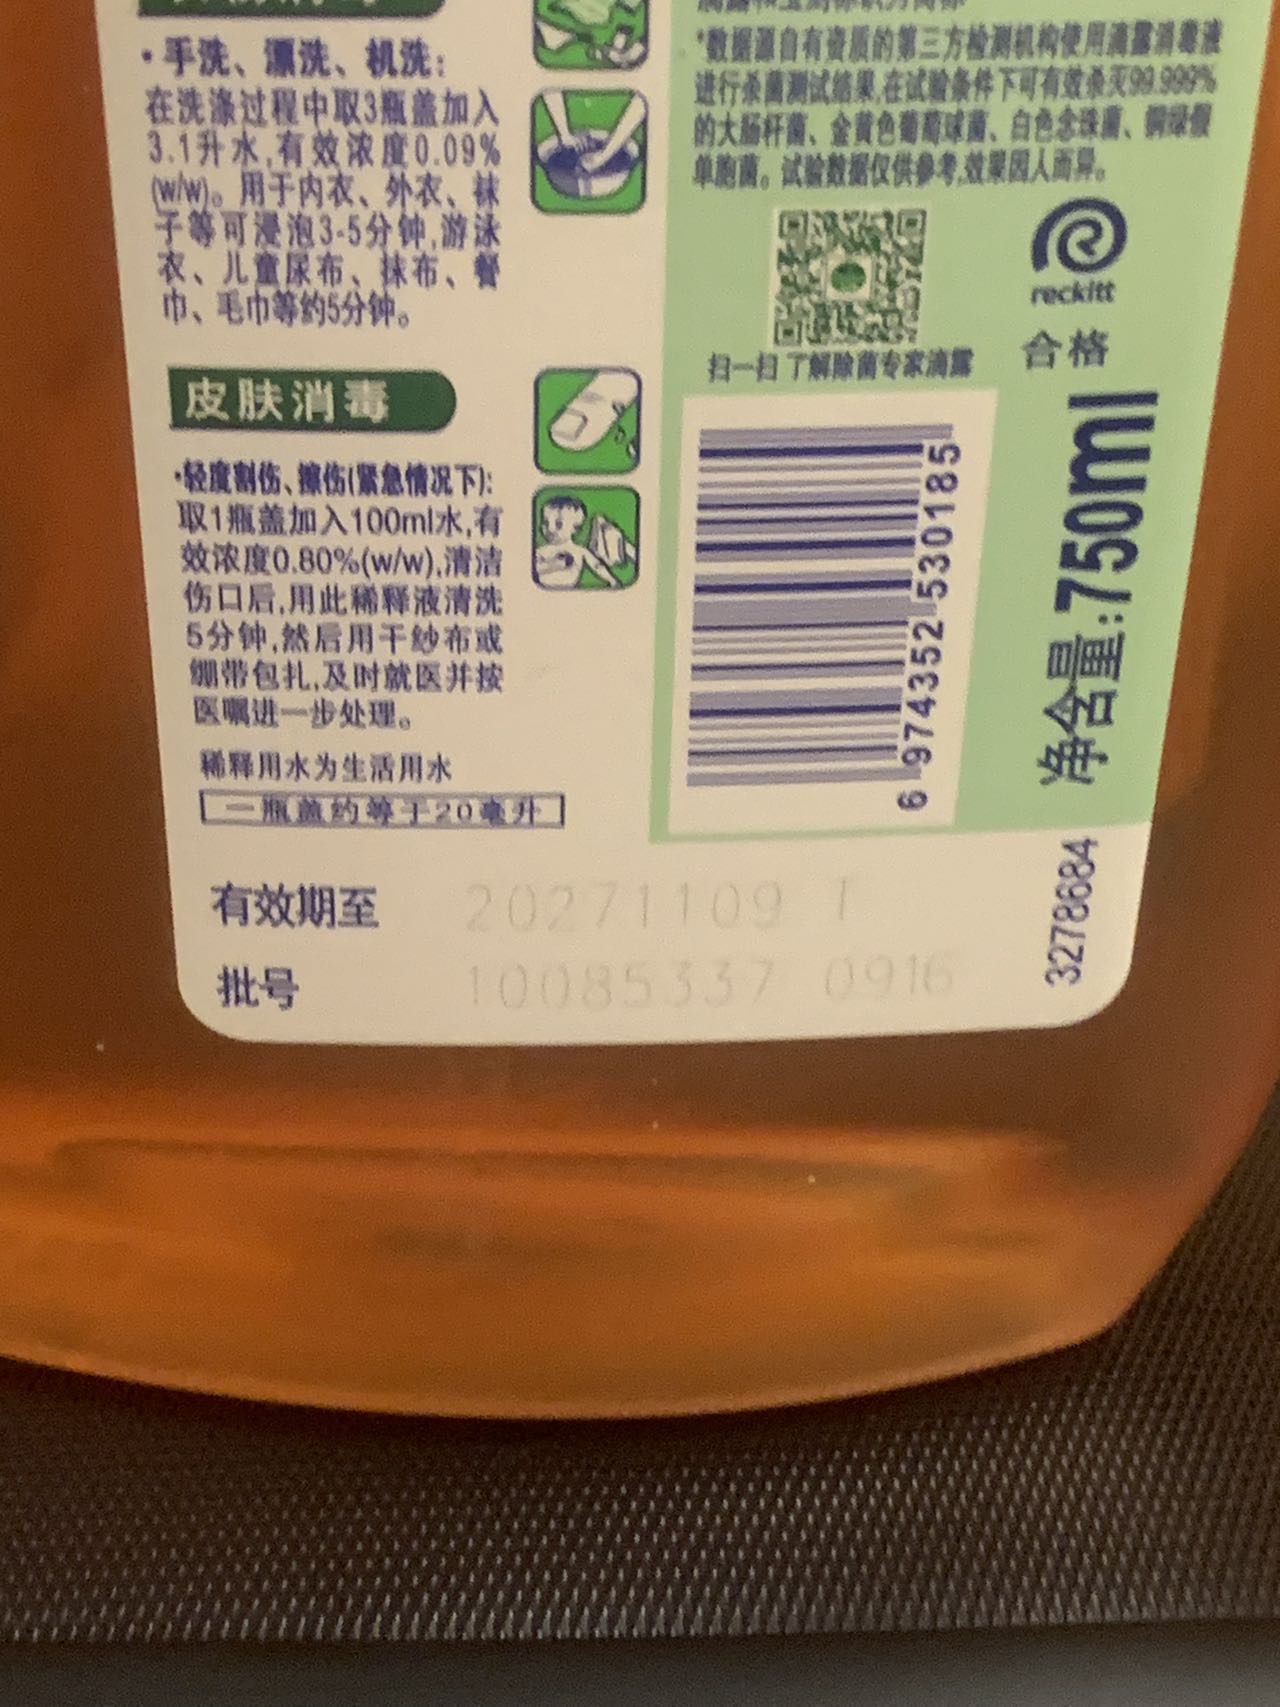 ·手洗、漂洗、机洗:
在洗涤过程中取3瓶盖加入
3.1升水,有效浓度0.09%
(w/w)。用于内衣、外衣、袜
子等可浸泡3-5分钟,游泳
衣、儿童尿布、抹布、餐
巾、毛巾等约5分钟。
皮肤消毒
·轻度割伤、擦伤(紧急情况下):
取1瓶盖加入100ml水,有
效浓度0.80%(w/w),清洁
伤口后,用此稀释液清洗
5分钟,然后用干纱布或
绷带包扎,及时就医并按
医嘱进一步处理。
稀释用水为生活用水
一瓶盖约等于20毫升
*数据源自有资质的第三方检测机构使用滴露消毒液
进行杀菌测试结果,在试验条件下可有效杀灭99.999%
的大肠杆菌、金黄色葡萄球菌、白色念珠菌、铜绿假
单胞菌。试验数据仅供参考,效果因人而异。
扫一扫 了解除菌专家滴露
reckitt
合格
净含量:750ml
6 974352 530185
3278684
有效期至 20271109 1
批号 10085337 0916